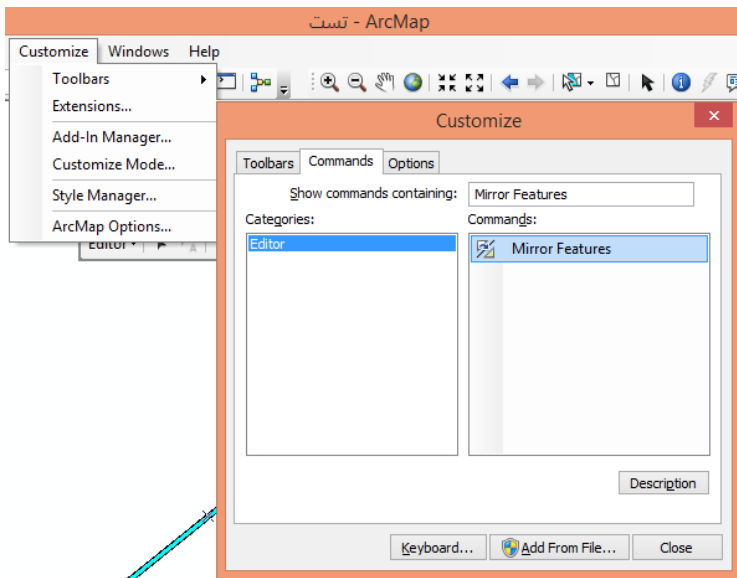 تست - ArcMap
Customize Windows Help
Toolbars
Extensions...
Add-In Manager...
Customize Mode...
Style Manager...
ArcMap Options...
Editor
Customize
Toolbars Commands Options
Show commands containing: Mirror Features
Categories: Commands:
Editor Mirror Features
Description
Keyboard... Add From File... Close